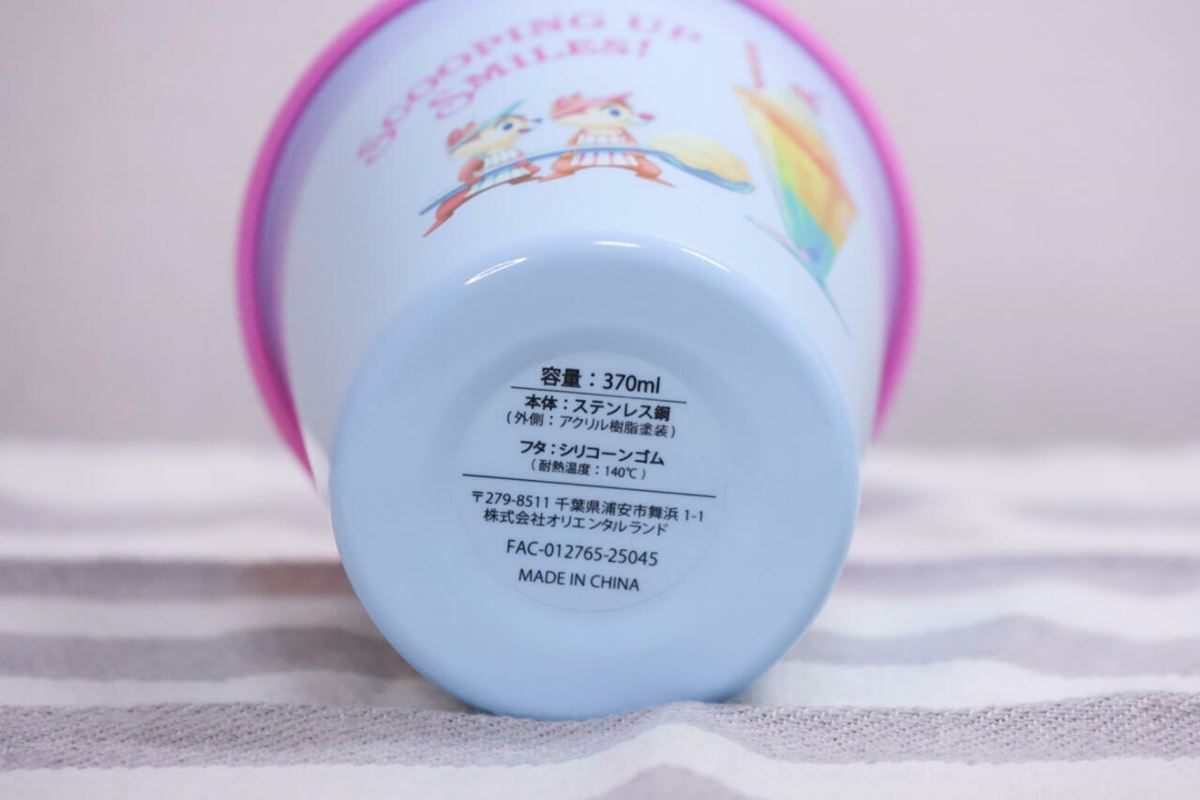 SCOOPING UP
SMILES!
容量：370ml
本体：ステンレス鋼
(外側：アクリル樹脂塗装)
フタ：シリコーンゴム
(耐熱温度：140℃)
〒279-8511 千葉県浦安市舞浜 1-1
株式会社オリエンタルランド
FAC-012765-25045
MADE IN CHINA